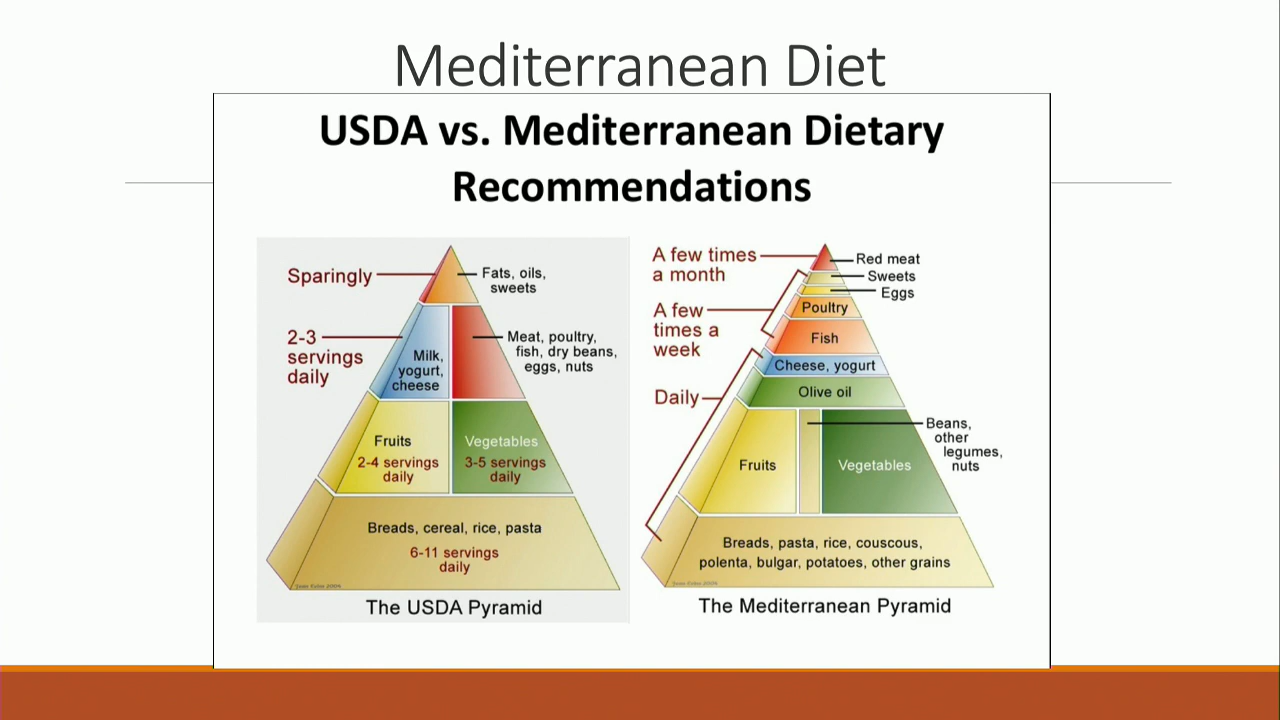 Mediterranean Diet
USDA vs. Mediterranean Dietary
Recommendations
Sparingly
Fats, oils,
sweets
2-3
servings
daily
Milk,
yogurt,
cheese
Meat, poultry,
fish, dry beans,
eggs, nuts
Fruits
2-4 servings
daily
Vegetables
3-5 servings
daily
Breads, cereal, rice, pasta
6-11 servings
daily
The USDA Pyramid
A few times
a month
Red meat
Sweets
Eggs
A few
times a
week
Poultry
Fish
Daily
Cheese, yogurt
Olive oil
Fruits
Beans,
other
legumes,
nuts
Vegetables
Breads, pasta, rice, couscous,
polenta, bulgar, potatoes, other grains
The Mediterranean Pyramid